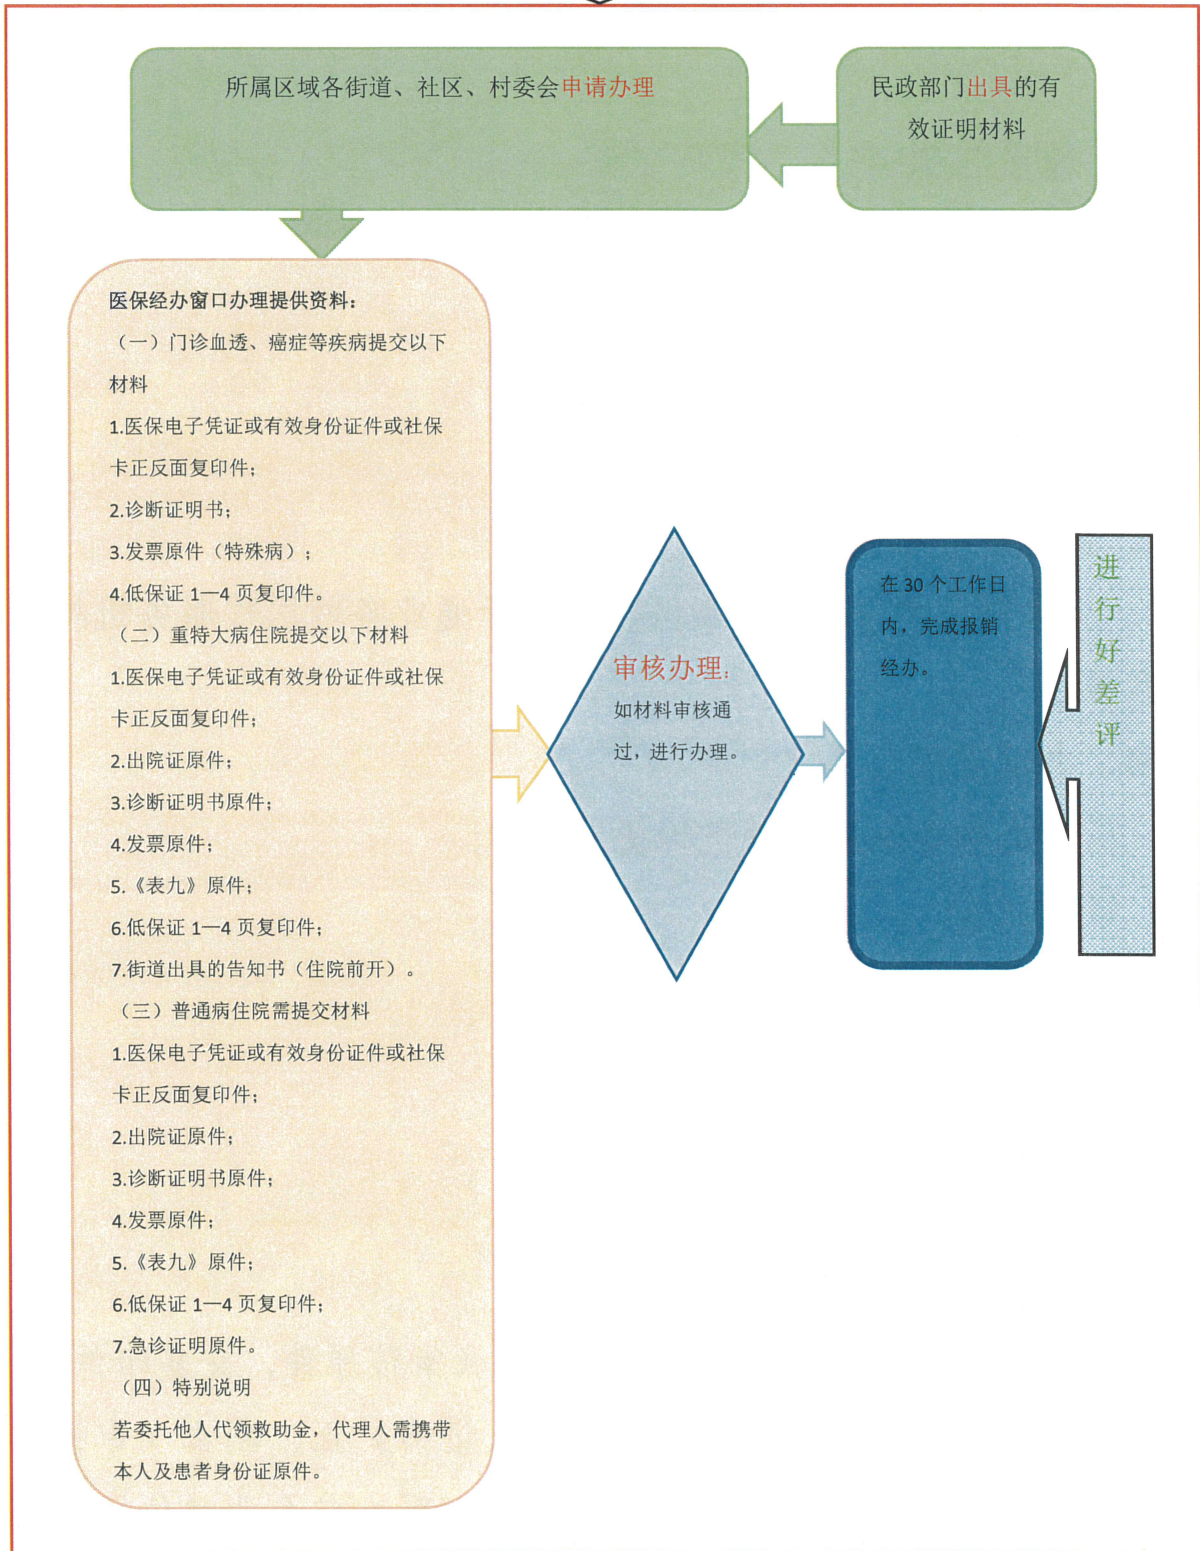 所属区域各街道、社区、村委会申请办理
民政部门出具的有
效证明材料
医保经办窗口办理提供资料：
（一）门诊血透、癌症等疾病提交以下
材料
1.医保电子凭证或有效身份证件或社保
卡正反面复印件；
2.诊断证明书；
3.发票原件（特殊病）；
4.低保证 1—4 页复印件。
（二）重特大病住院提交以下材料
1.医保电子凭证或有效身份证件或社保
卡正反面复印件；
2.出院证原件；
3.诊断证明书原件；
4.发票原件；
5.《表九》原件；
6.低保证 1—4 页复印件；
7.街道出具的告知书（住院前开）。
（三）普通病住院需提交材料
1.医保电子凭证或有效身份证件或社保
卡正反面复印件；
2.出院证原件；
3.诊断证明书原件；
4.发票原件；
5.《表九》原件；
6.低保证 1—4 页复印件；
7.急诊证明原件。
（四）特别说明
若委托他人代领救助金，代理人需携带
本人及患者身份证原件。
审核办理：
如材料审核通
过，进行办理。
在 30 个工作日
内，完成报销
经办。
进行好差评